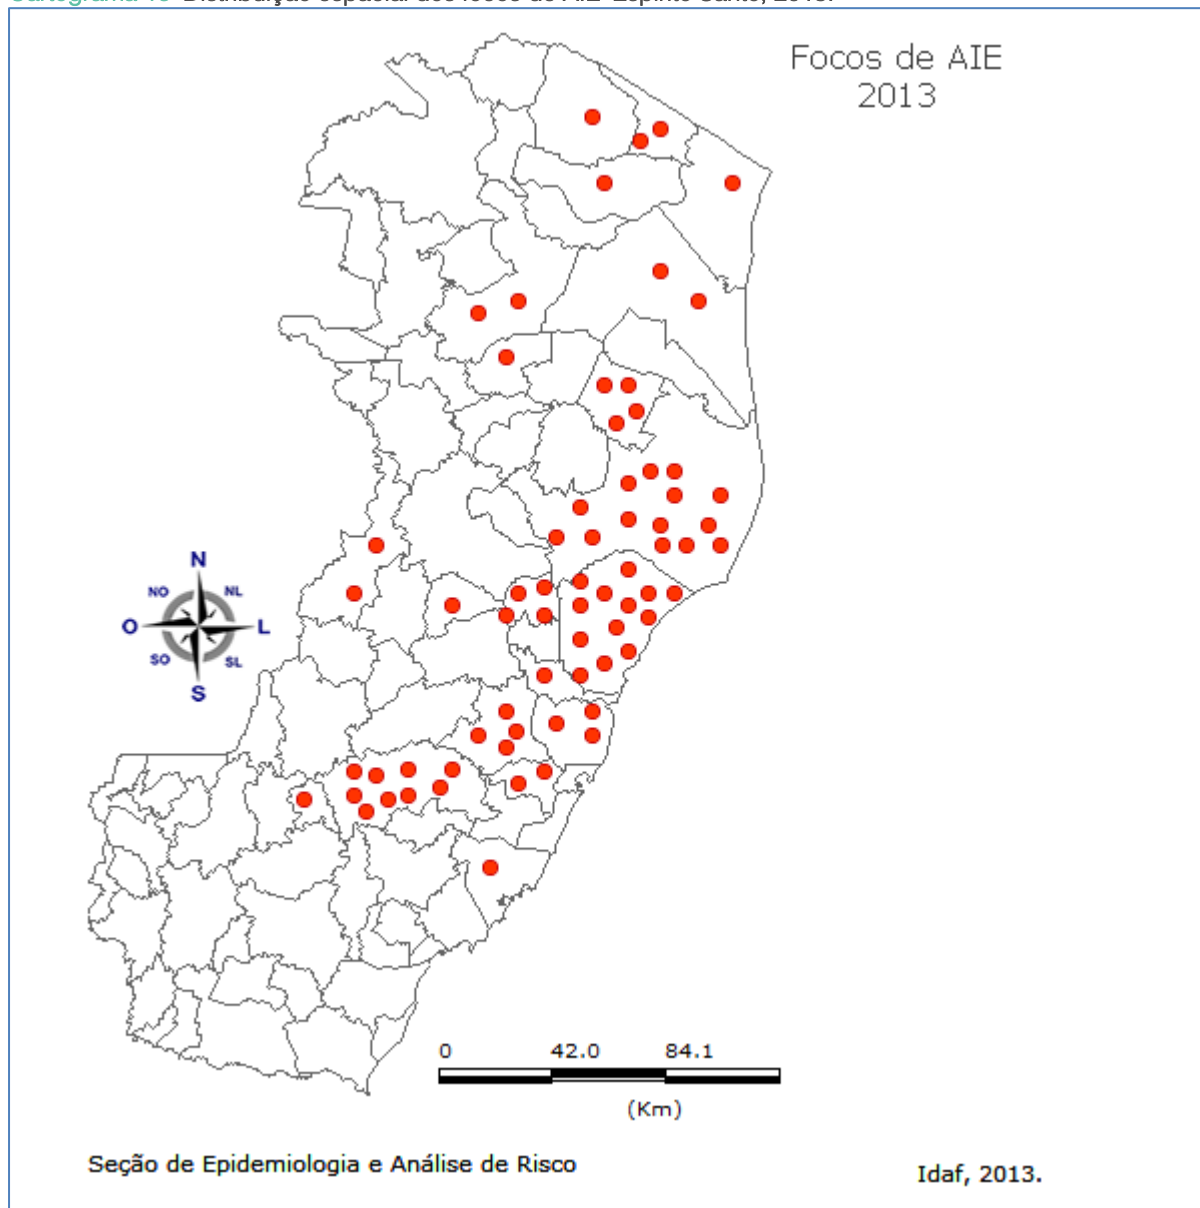 Focos de AIE
2013
N
NO NL
O L
SO SL
S
0 42.0 84.1
(Km)
Seção de Epidemiologia e Análise de Risco
Idaf, 2013.